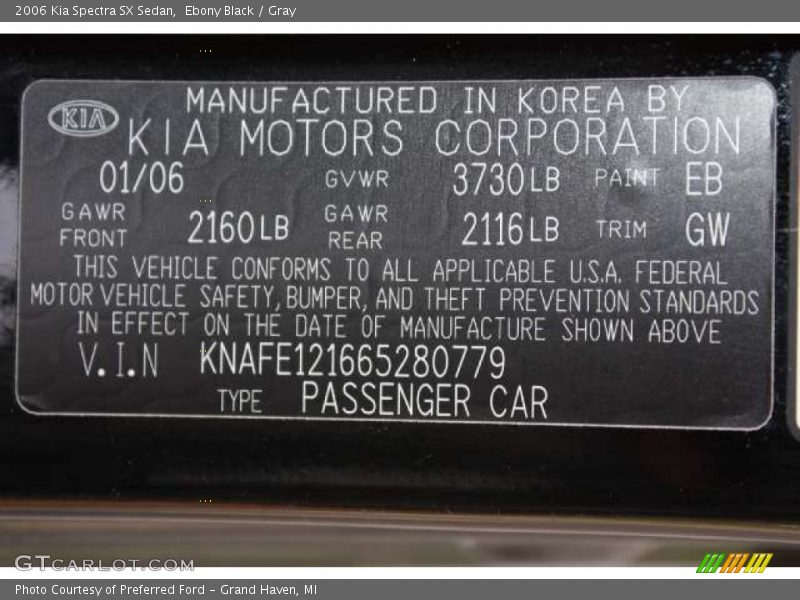 2006 Kia Spectra SX Sedan, Ebony Black / Gray
KIA
MANUFACTURED IN KOREA BY
KIA MOTORS CORPORATION
01/06 GVWR 3730LB PAINT EB
GAWR FRONT 2160LB GAWR REAR 2116LB TRIM GW
THIS VEHICLE CONFORMS TO ALL APPLICABLE U.S.A. FEDERAL
MOTOR VEHICLE SAFETY, BUMPER, AND THEFT PREVENTION STANDARDS
IN EFFECT ON THE DATE OF MANUFACTURE SHOWN ABOVE
V.I.N KNAFE121665280779
TYPE PASSENGER CAR
GTCARLOT.COM
Photo Courtesy of Preferred Ford - Grand Haven, MI